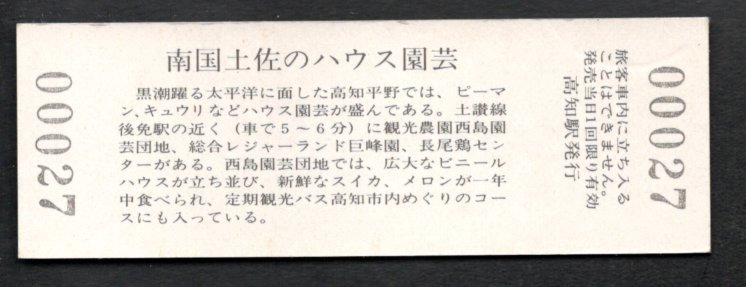 00027
南国土佐のハウス園芸
黒潮躍る太平洋に面した高知平野では、ピーマ
ン、キュウリなどハウス園芸が盛んである。土讃線
後免駅の近く（車で５～６分）に観光農園西島園
芸団地、総合レジャーランド巨峰園、長尾鶏セン
ターがある。西島園芸団地では、広大なビニール
ハウスが立ち並び、新鮮なスイカ、メロンが一年
中食べられ、定期観光バス高知市内めぐりのコー
スにも入っている。
旅客車内に立ち入る
ことはできません。
発売当日1回限り有効
高知駅発行
00027